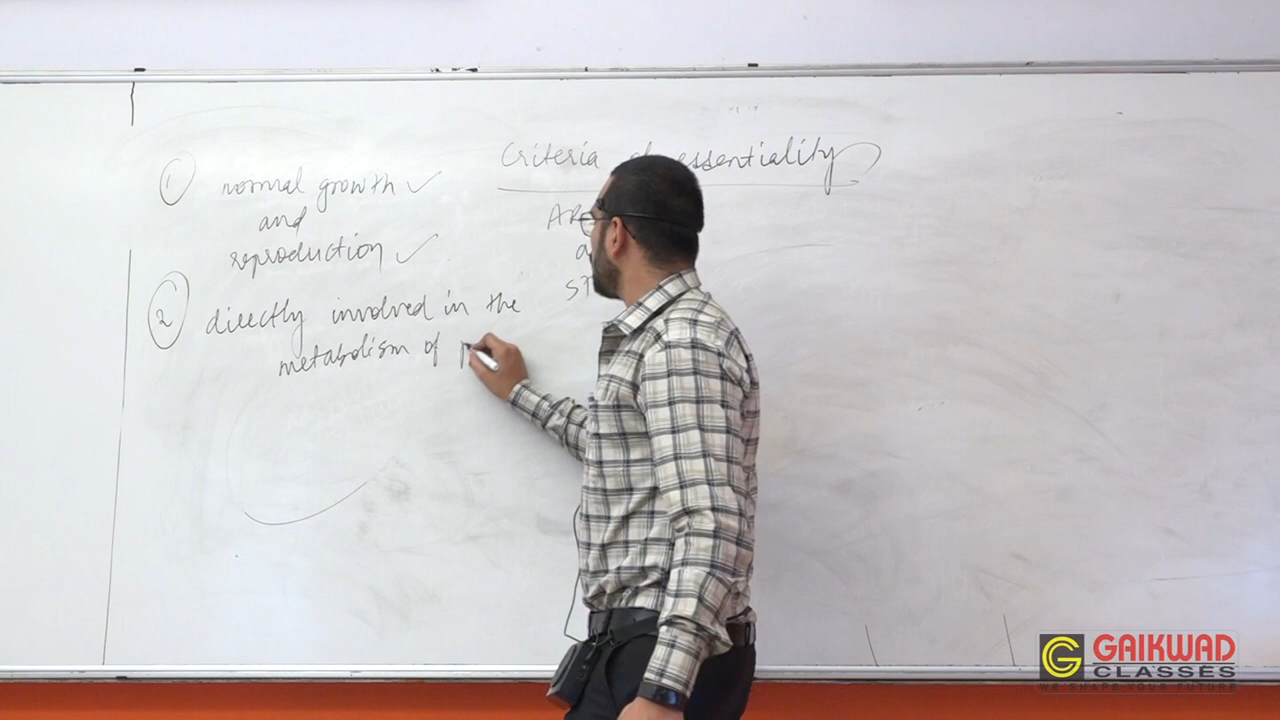 Criteria of essentiality
① normal growth ✓
and
reproduction ✓
② directly involved in the
metabolism of
AR
ST
GAIKWAD
CLASSES
WE SHAPE YOUR FUTURE